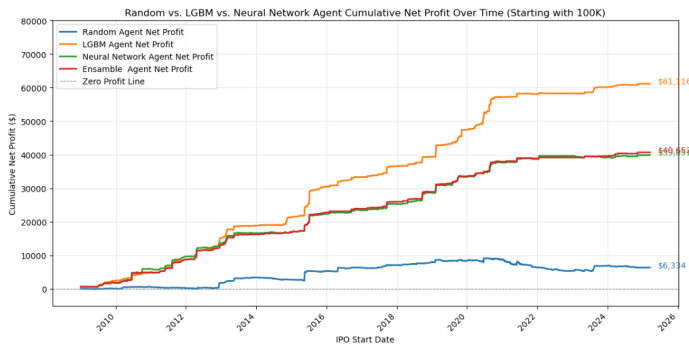 Random vs. LGBM vs. Neural Network Agent Cumulative Net Profit Over Time (Starting with 100K)
80000
70000
60000
50000
40000
30000
20000
10000
0
Cumulative Net Profit ($)
Random Agent Net Profit
LGBM Agent Net Profit
Neural Network Agent Net Profit
Ensamble Agent Net Profit
Zero Profit Line
$61,116
$6,334
2010
2012
2014
2016
2018
2020
2022
2024
2026
IPO Start Date